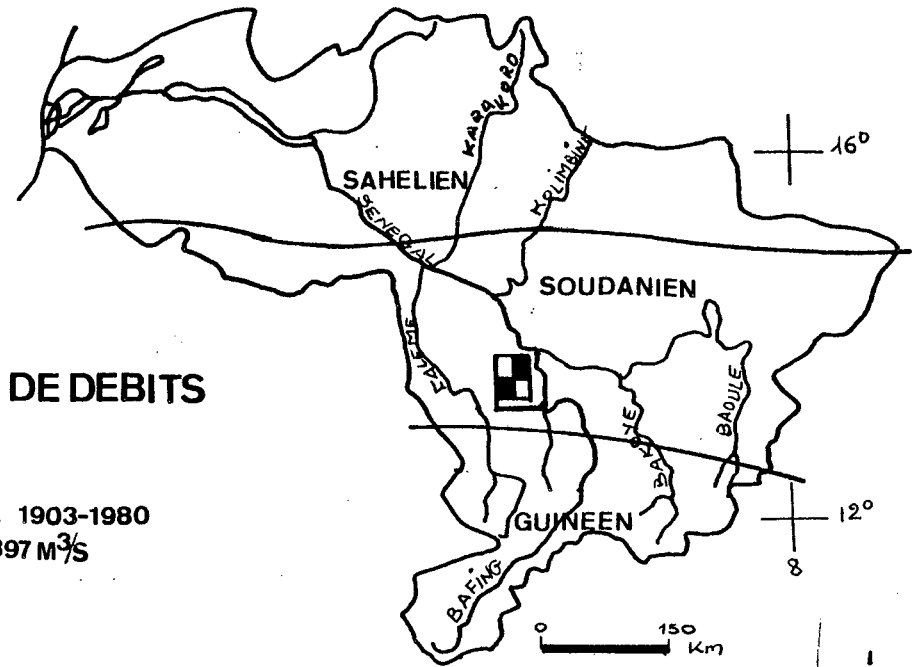 KARAKORO
16°
KOLIMBINE
SAHELIEN
SENEGAL
SOUDANIEN
FALEME
DE DEBITS
BAOULE
BAKOYE
1903-1980
GUINEEN
12°
397 M³/S
8
BAFING
0 150 Km